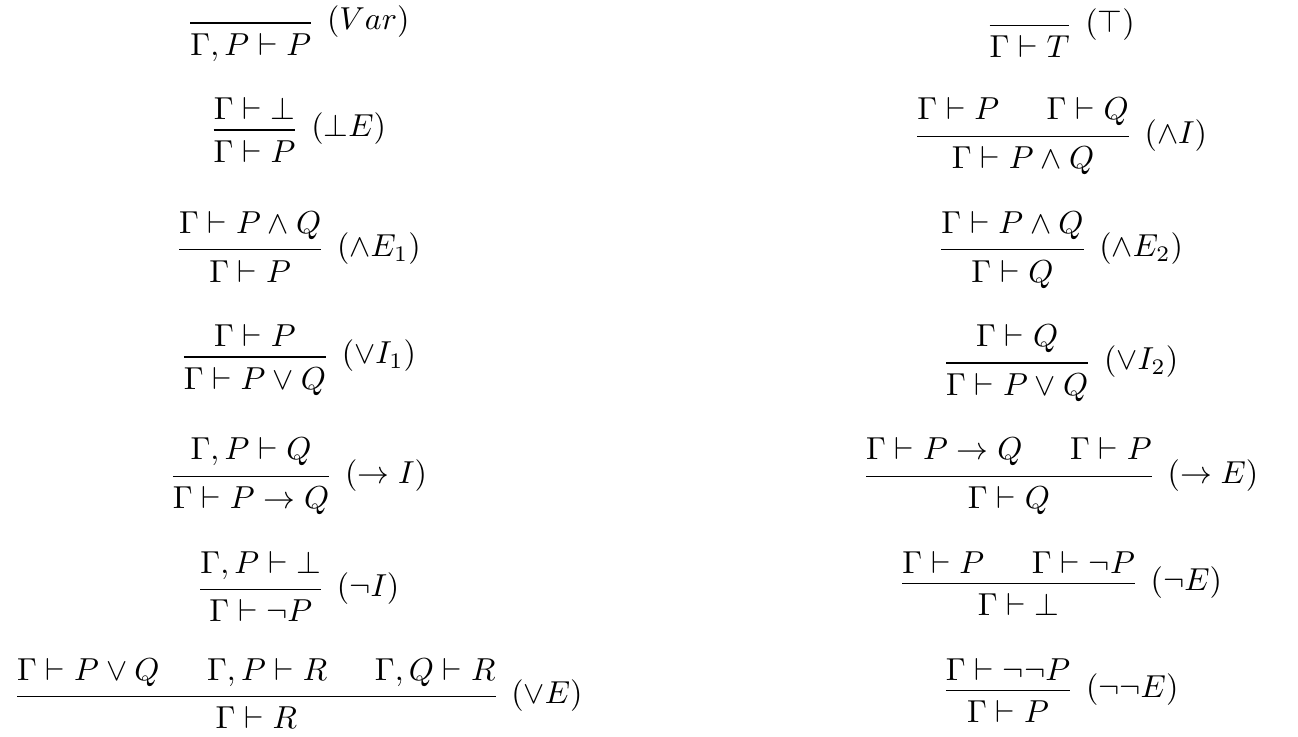 Γ, P ⊢ P (Var)
Γ ⊢ T (⊤)
Γ ⊢ ⊥
Γ ⊢ P (⊥E)
Γ ⊢ P Γ ⊢ Q
Γ ⊢ P ∧ Q (∧I)
Γ ⊢ P ∧ Q
Γ ⊢ P (∧E₁)
Γ ⊢ P ∧ Q
Γ ⊢ Q (∧E₂)
Γ ⊢ P
Γ ⊢ P ∨ Q (∨I₁)
Γ ⊢ Q
Γ ⊢ P ∨ Q (∨I₂)
Γ, P ⊢ Q
Γ ⊢ P → Q (→ I)
Γ ⊢ P → Q Γ ⊢ P
Γ ⊢ Q (→ E)
Γ, P ⊢ ⊥
Γ ⊢ ¬P (¬I)
Γ ⊢ P Γ ⊢ ¬P
Γ ⊢ ⊥ (¬E)
Γ ⊢ P ∨ Q Γ, P ⊢ R Γ, Q ⊢ R
Γ ⊢ R (∨E)
Γ ⊢ ¬¬P
Γ ⊢ P (¬¬E)